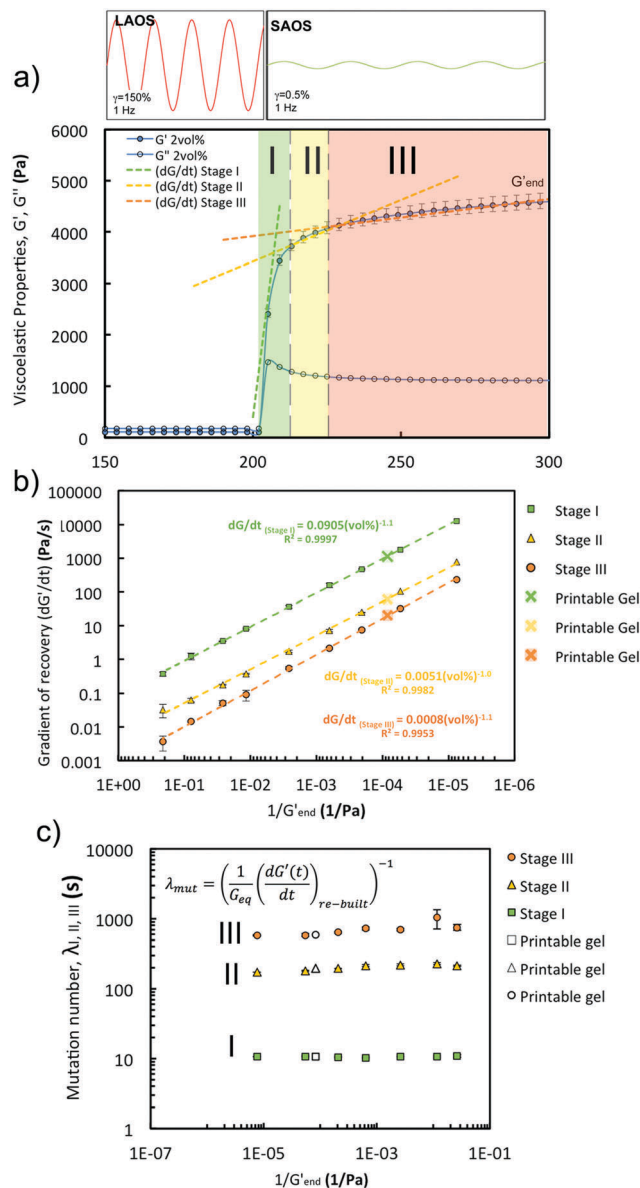 LAOS
γ=150%
1 Hz
SAOS
γ=0.5%
1 Hz
a)
6000
5000
4000
3000
2000
1000
0
Viscoelastic Properties, G', G'' (Pa)
G' 2vol%
G'' 2vol%
(dG/dt) Stage I
(dG/dt) Stage II
(dG/dt) Stage III
I
II
III
G'end
150
200
250
300
b)
100000
10000
1000
100
10
1
0.1
0.01
0.001
Gradient of recovery (dG'/dt) (Pa/s)
dG/dt (Stage I) = 0.0905(vol%)-1.1
R² = 0.9997
dG/dt (Stage II) = 0.0051(vol%)-1.0
R² = 0.9982
dG/dt (Stage III) = 0.0008(vol%)-1.1
R² = 0.9953
Stage I
Stage II
Stage III
Printable Gel
Printable Gel
Printable Gel
1E+00
1E-01
1E-02
1E-03
1E-04
1E-05
1E-06
1/G'end (1/Pa)
c)
10000
1000
100
10
1
Mutation number, λI, II, III (s)
λmut = (1/Geq (dG'(t)/dt)re-built)-1
III
II
I
Stage III
Stage II
Stage I
Printable gel
Printable gel
Printable gel
1E-07
1E-05
1E-03
1E-01
1/G'end (1/Pa)